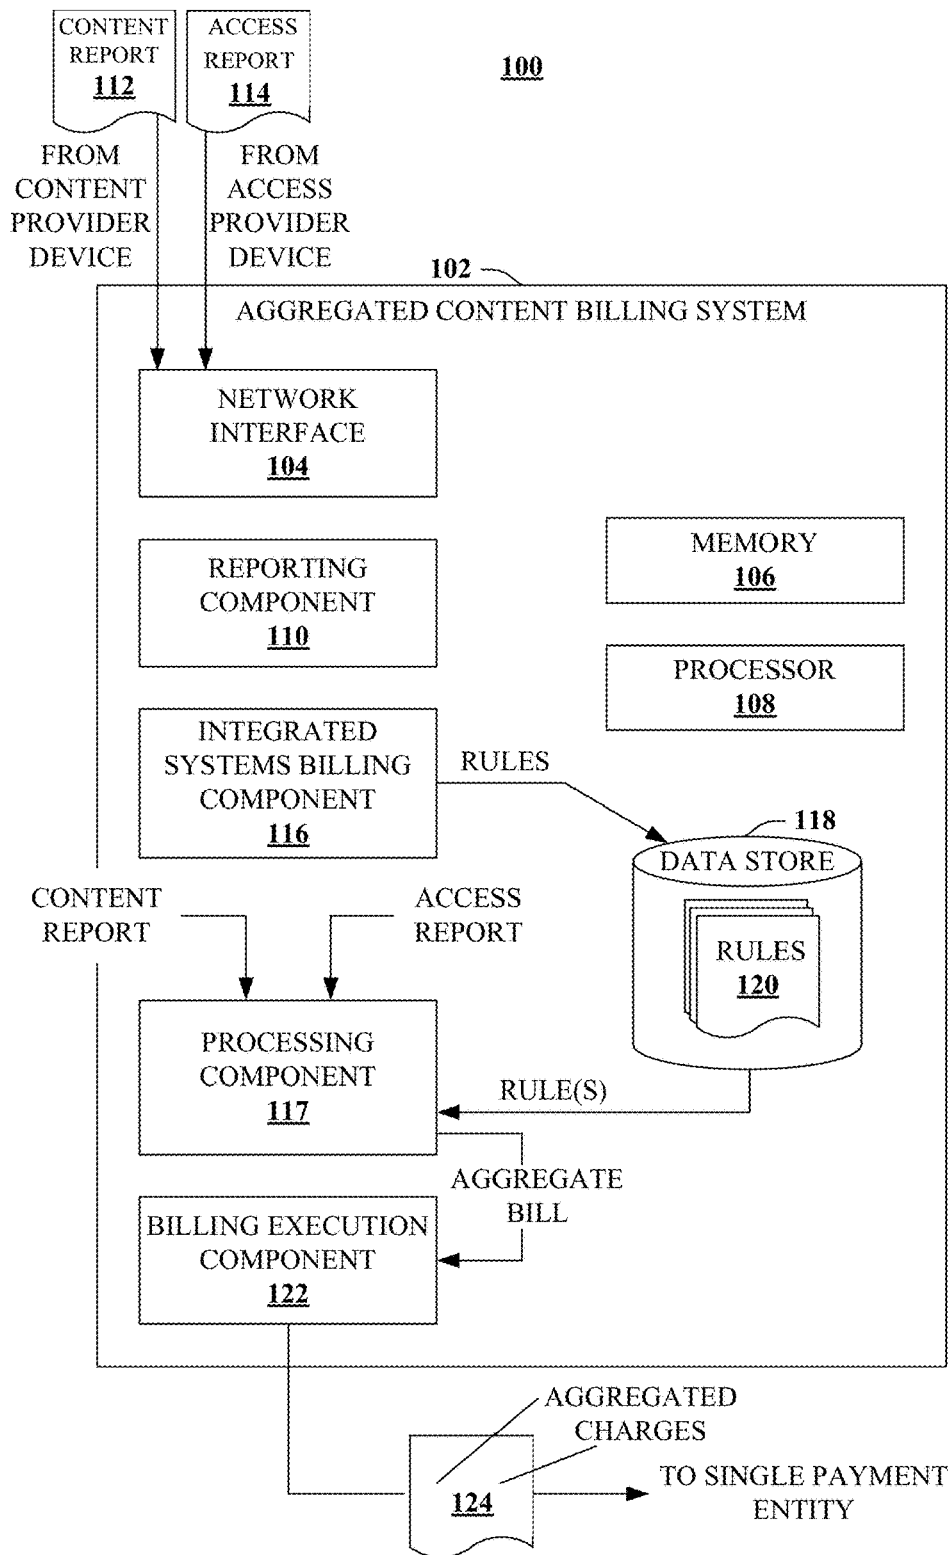 CONTENT
REPORT
112
ACCESS
REPORT
114
100
FROM
CONTENT
PROVIDER
DEVICE
FROM
ACCESS
PROVIDER
DEVICE
102
AGGREGATED CONTENT BILLING SYSTEM
NETWORK
INTERFACE
104
MEMORY
106
REPORTING
COMPONENT
110
PROCESSOR
108
INTEGRATED
SYSTEMS BILLING
COMPONENT
116
RULES
118
DATA STORE
RULES
120
CONTENT
REPORT
ACCESS
REPORT
PROCESSING
COMPONENT
117
RULE(S)
AGGREGATE
BILL
BILLING EXECUTION
COMPONENT
122
AGGREGATED
CHARGES
124
TO SINGLE PAYMENT
ENTITY